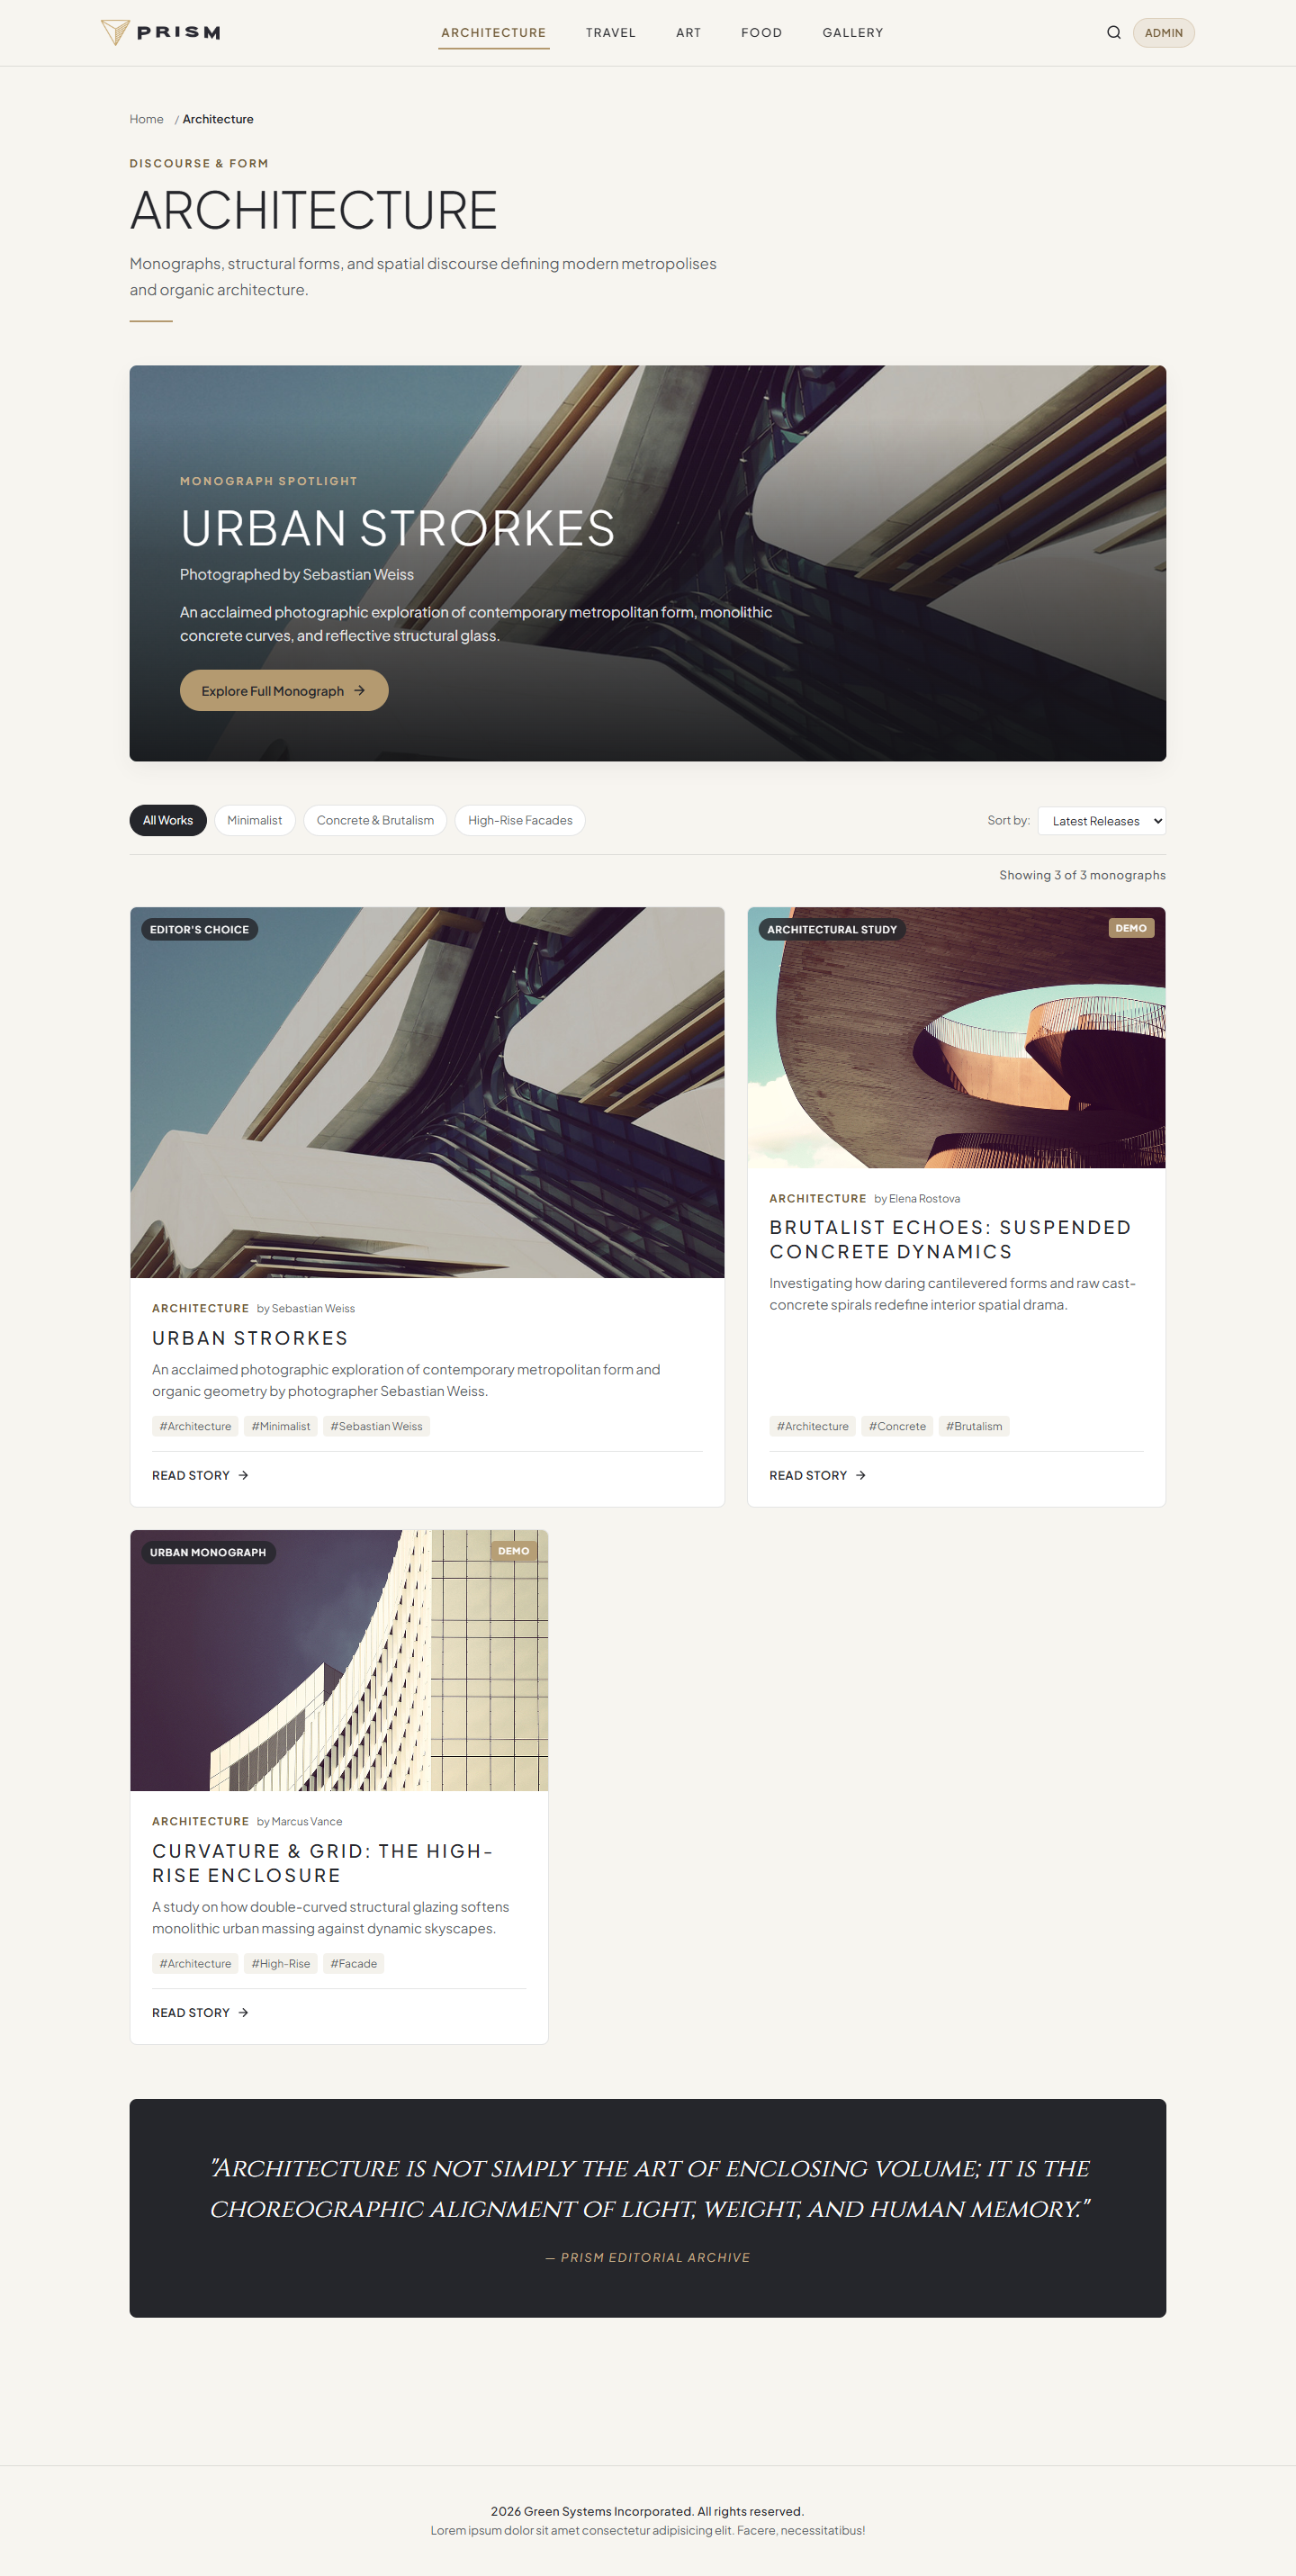 PRISM
ARCHITECTURE
TRAVEL
ART
FOOD
GALLERY
ADMIN
Home / Architecture
DISCOURSE & FORM
ARCHITECTURE
Monographs, structural forms, and spatial discourse defining modern metropolises
and organic architecture.
MONOGRAPH SPOTLIGHT
URBAN STRORKES
Photographed by Sebastian Weiss
An acclaimed photographic exploration of contemporary metropolitan form, monolithic
concrete curves, and reflective structural glass.
Explore Full Monograph →
All Works
Minimalist
Concrete & Brutalism
High-Rise Facades
Sort by:
Latest Releases
Showing 3 of 3 monographs
EDITOR'S CHOICE
ARCHITECTURE by Sebastian Weiss
URBAN STRORKES
An acclaimed photographic exploration of contemporary metropolitan form and
organic geometry by photographer Sebastian Weiss.
#Architecture #Minimalist #Sebastian Weiss
READ STORY →
ARCHITECTURAL STUDY
DEMO
ARCHITECTURE by Elena Rostova
BRUTALIST ECHOES: SUSPENDED
CONCRETE DYNAMICS
Investigating how daring cantilevered forms and raw cast-
concrete spirals redefine interior spatial drama.
#Architecture #Concrete #Brutalism
READ STORY →
URBAN MONOGRAPH
DEMO
ARCHITECTURE by Marcus Vance
CURVATURE & GRID: THE HIGH-
RISE ENCLOSURE
A study on how double-curved structural glazing softens
monolithic urban massing against dynamic skyscapes.
#Architecture #High-Rise #Facade
READ STORY →
"ARCHITECTURE IS NOT SIMPLY THE ART OF ENCLOSING VOLUME; IT IS THE
CHOREOGRAPHIC ALIGNMENT OF LIGHT, WEIGHT, AND HUMAN MEMORY."
— PRISM EDITORIAL ARCHIVE
2026 Green Systems Incorporated. All rights reserved.
Lorem ipsum dolor sit amet consectetur adipisicing elit. Facere, necessitatibus!